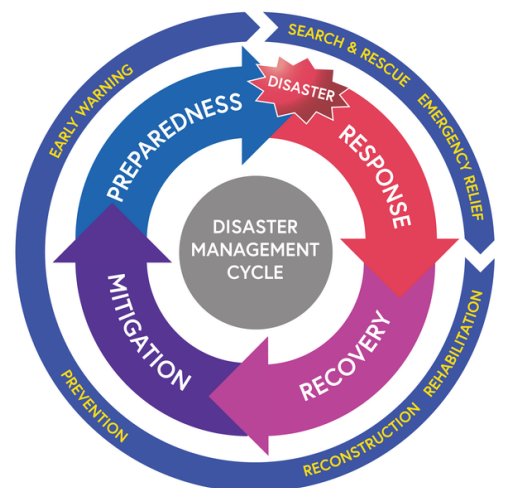 DISASTER
MANAGEMENT
CYCLE
DISASTER
RESPONSE
RECOVERY
MITIGATION
PREPAREDNESS
SEARCH & RESCUE
EMERGENCY RELIEF
REHABILITATION
RECONSTRUCTION
PREVENTION
EARLY WARNING